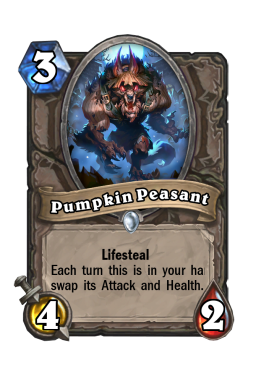 3
Pumpkin Peasant
Lifesteal
Each turn this is in your ha
swap its Attack and Health.
4
2